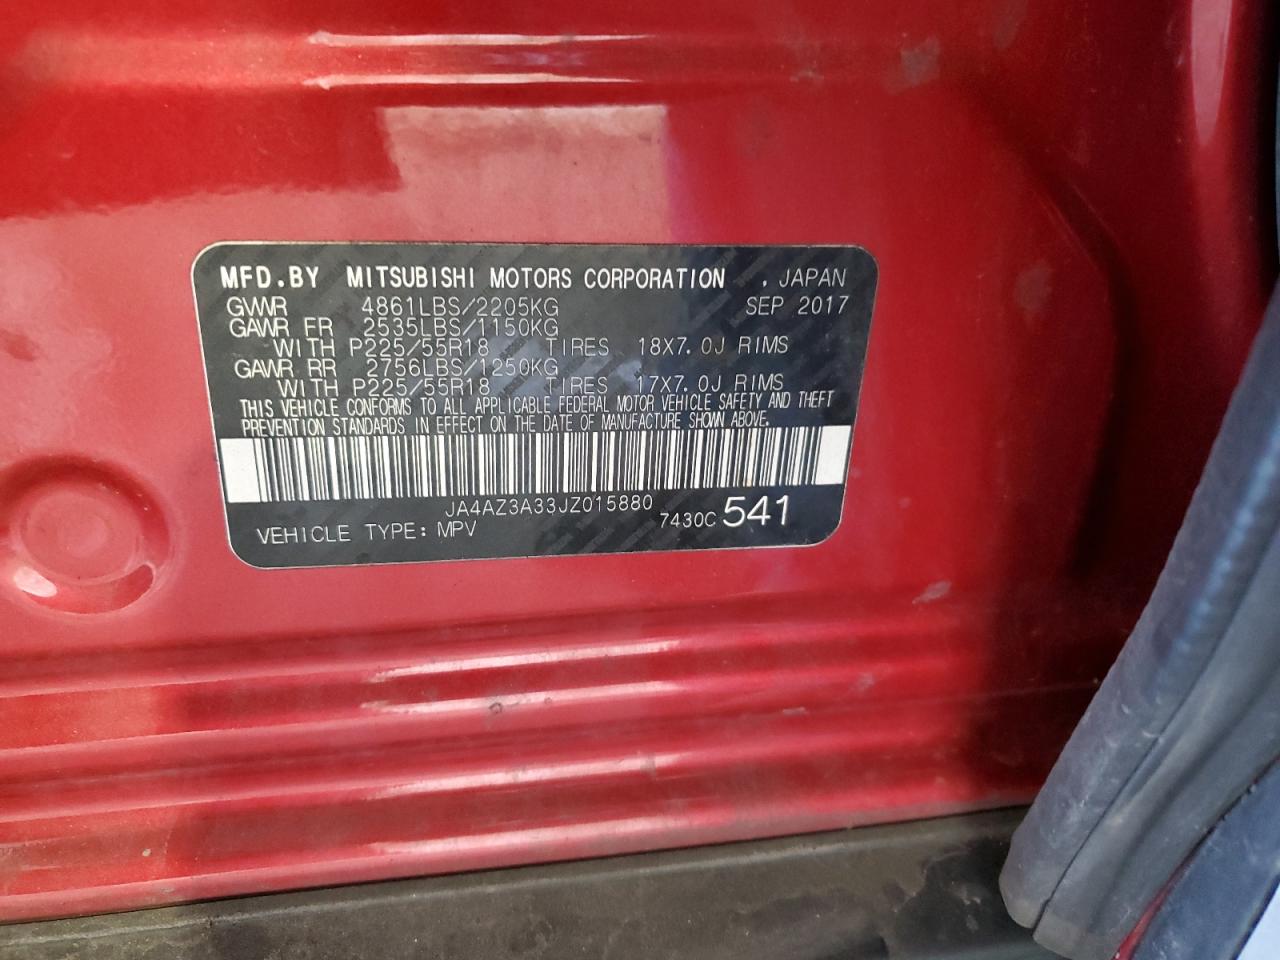 MFD.BY MITSUBISHI MOTORS CORPORATION . JAPAN
GVWR 4861LBS/2205KG SEP 2017
GAWR FR 2535LBS/1150KG
WITH P225/55R18 TIRES 18X7.0J RIMS
GAWR RR 2756LBS/1250KG
WITH P225/55R18 TIRES 17X7.0J RIMS
THIS VEHICLE CONFORMS TO ALL APPLICABLE FEDERAL MOTOR VEHICLE SAFETY AND THEFT
PREVENTION STANDARDS IN EFFECT ON THE DATE OF MANUFACTURE SHOWN ABOVE.
JA4AZ3A33JZ015880
VEHICLE TYPE: MPV 7430C 541